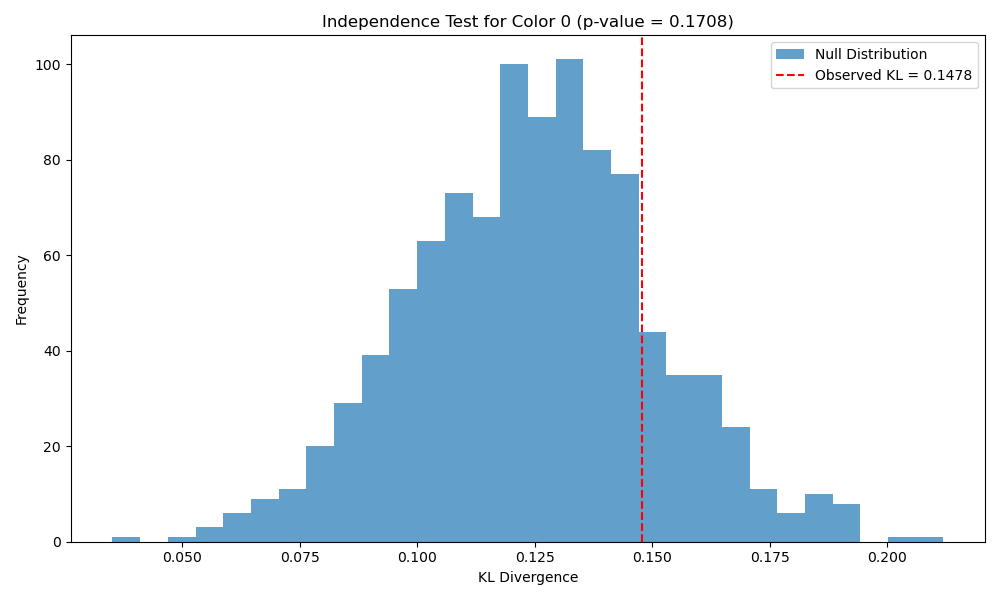 Independence Test for Color 0 (p-value = 0.1708)
Null Distribution
Observed KL = 0.1478
Frequency
100
80
60
40
20
0
0.050 0.075 0.100 0.125 0.150 0.175 0.200
KL Divergence